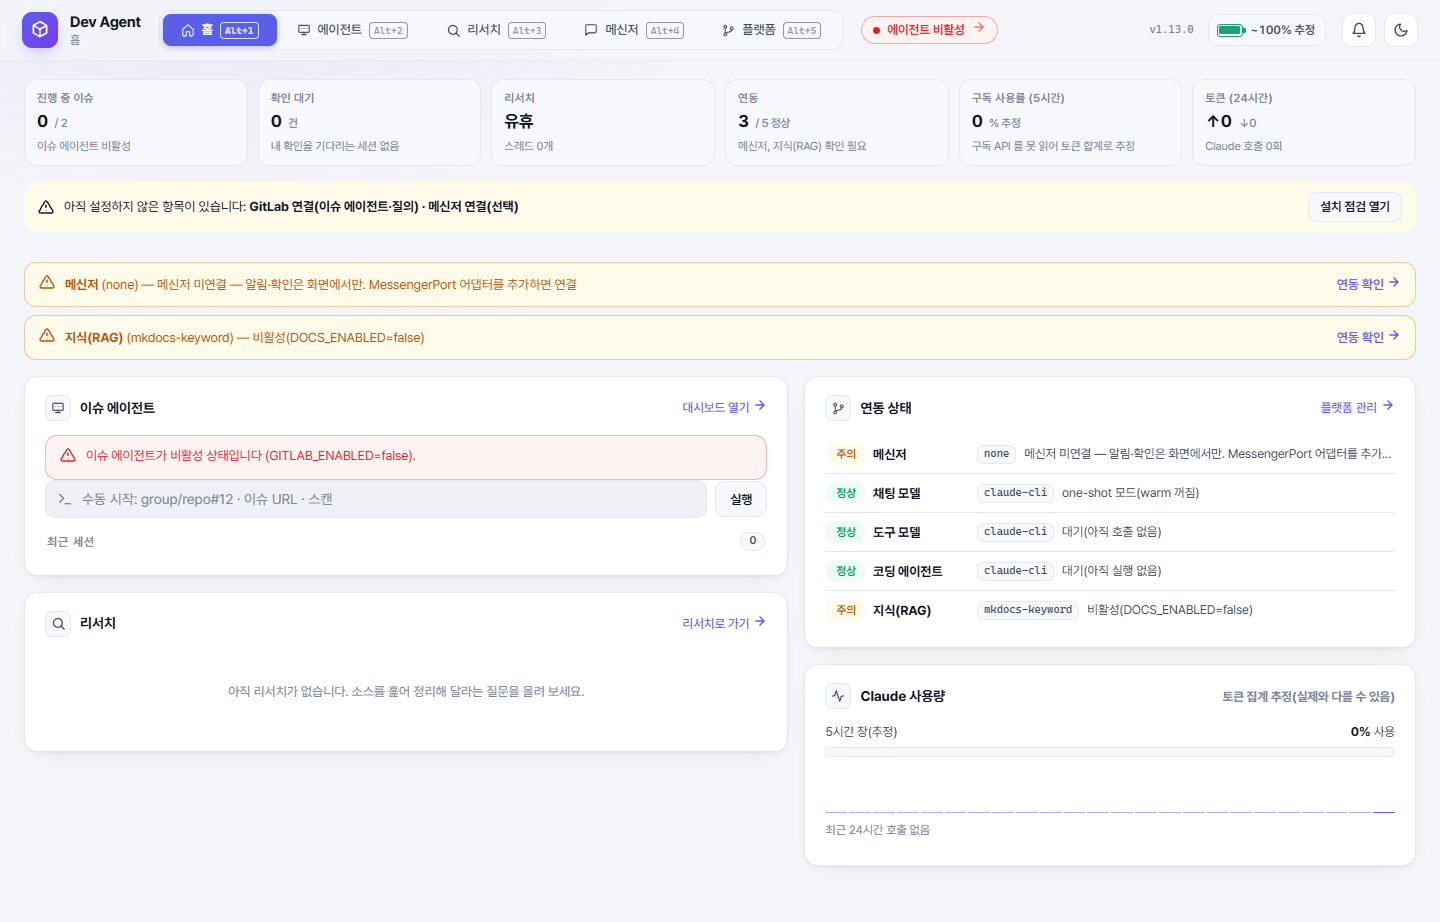 Dev Agent
홈
홈 Alt+1
에이전트 Alt+2
리서치 Alt+3
메신저 Alt+4
플랫폼 Alt+5
에이전트 비활성 →
v1.13.0
~100% 추정
진행 중 이슈
0 / 2
이슈 에이전트 비활성
확인 대기
0 건
내 확인을 기다리는 세션 없음
리서치
유휴
스레드 0개
연동
3 / 5 정상
메신저, 지식(RAG) 확인 필요
구독 사용률 (5시간)
0 % 추정
구독 API 를 못 읽어 토큰 합계로 추정
토큰 (24시간)
↑0 ↓0
Claude 호출 0회
아직 설정하지 않은 항목이 있습니다: GitLab 연결(이슈 에이전트·질의) · 메신저 연결(선택)
설치 점검 열기
메신저 (none) — 메신저 미연결 — 알림·확인은 화면에서만. MessengerPort 어댑터를 추가하면 연결
연동 확인 →
지식(RAG) (mkdocs-keyword) — 비활성(DOCS_ENABLED=false)
연동 확인 →
이슈 에이전트
대시보드 열기 →
이슈 에이전트가 비활성 상태입니다 (GITLAB_ENABLED=false).
수동 시작: group/repo#12 · 이슈 URL · 스캔
실행
최근 세션
0
리서치
리서치로 가기 →
아직 리서치가 없습니다. 소스를 훑어 정리해 달라는 질문을 올려 보세요.
연동 상태
플랫폼 관리 →
주의 메신저 none 메신저 미연결 — 알림·확인은 화면에서만. MessengerPort 어댑터를 추가...
정상 채팅 모델 claude-cli one-shot 모드(warm 꺼짐)
정상 도구 모델 claude-cli 대기(아직 호출 없음)
정상 코딩 에이전트 claude-cli 대기(아직 실행 없음)
주의 지식(RAG) mkdocs-keyword 비활성(DOCS_ENABLED=false)
Claude 사용량
토큰 집계 추정(실제와 다를 수 있음)
5시간 창(추정)
0% 사용
최근 24시간 호출 없음